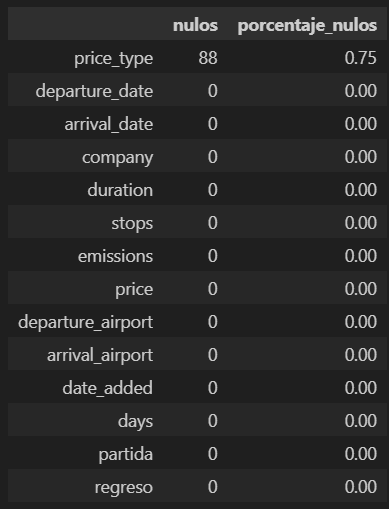 nulos porcentaje_nulos
price_type 88 0.75
departure_date 0 0.00
arrival_date 0 0.00
company 0 0.00
duration 0 0.00
stops 0 0.00
emissions 0 0.00
price 0 0.00
departure_airport 0 0.00
arrival_airport 0 0.00
date_added 0 0.00
days 0 0.00
partida 0 0.00
regreso 0 0.00